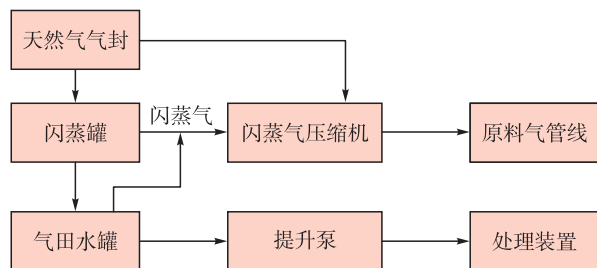 天然气气封
闪蒸罐
闪蒸气
闪蒸气压缩机
原料气管线
气田水罐
提升泵
处理装置